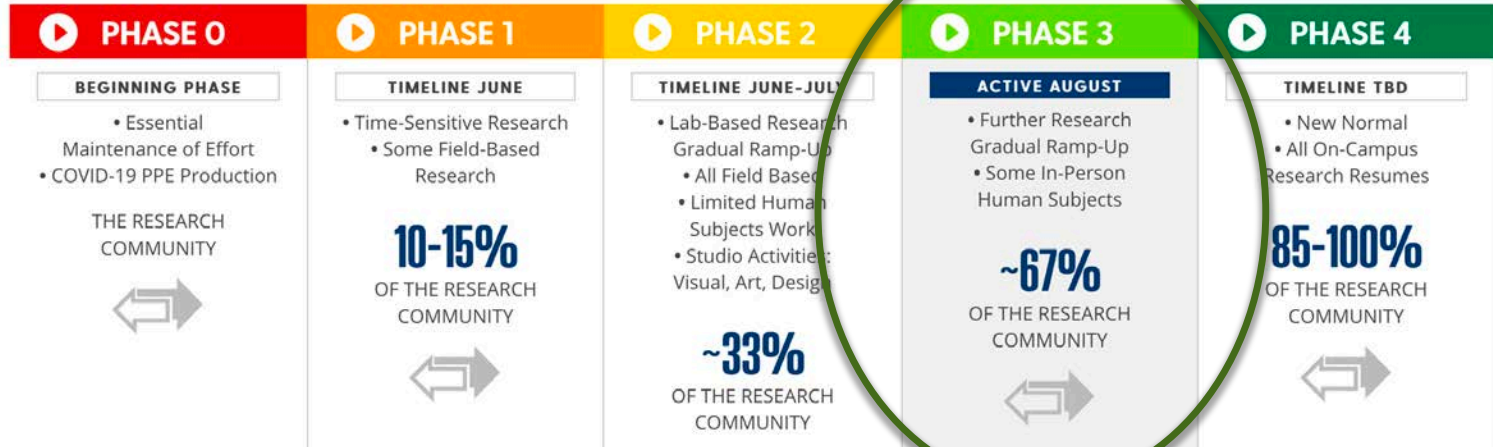 PHASE 0
BEGINNING PHASE
• Essential
Maintenance of Effort
• COVID-19 PPE Production
THE RESEARCH
COMMUNITY
PHASE 1
TIMELINE JUNE
• Time-Sensitive Research
• Some Field-Based
Research
10-15%
OF THE RESEARCH
COMMUNITY
PHASE 2
TIMELINE JUNE-JULY
• Lab-Based Research
Gradual Ramp-Up
• All Field Based
• Limited Human
Subjects Work
• Studio Activities:
Visual, Art, Design
~33%
OF THE RESEARCH
COMMUNITY
PHASE 3
ACTIVE AUGUST
• Further Research
Gradual Ramp-Up
• Some In-Person
Human Subjects
~67%
OF THE RESEARCH
COMMUNITY
PHASE 4
TIMELINE TBD
• New Normal
• All On-Campus
Research Resumes
85-100%
OF THE RESEARCH
COMMUNITY